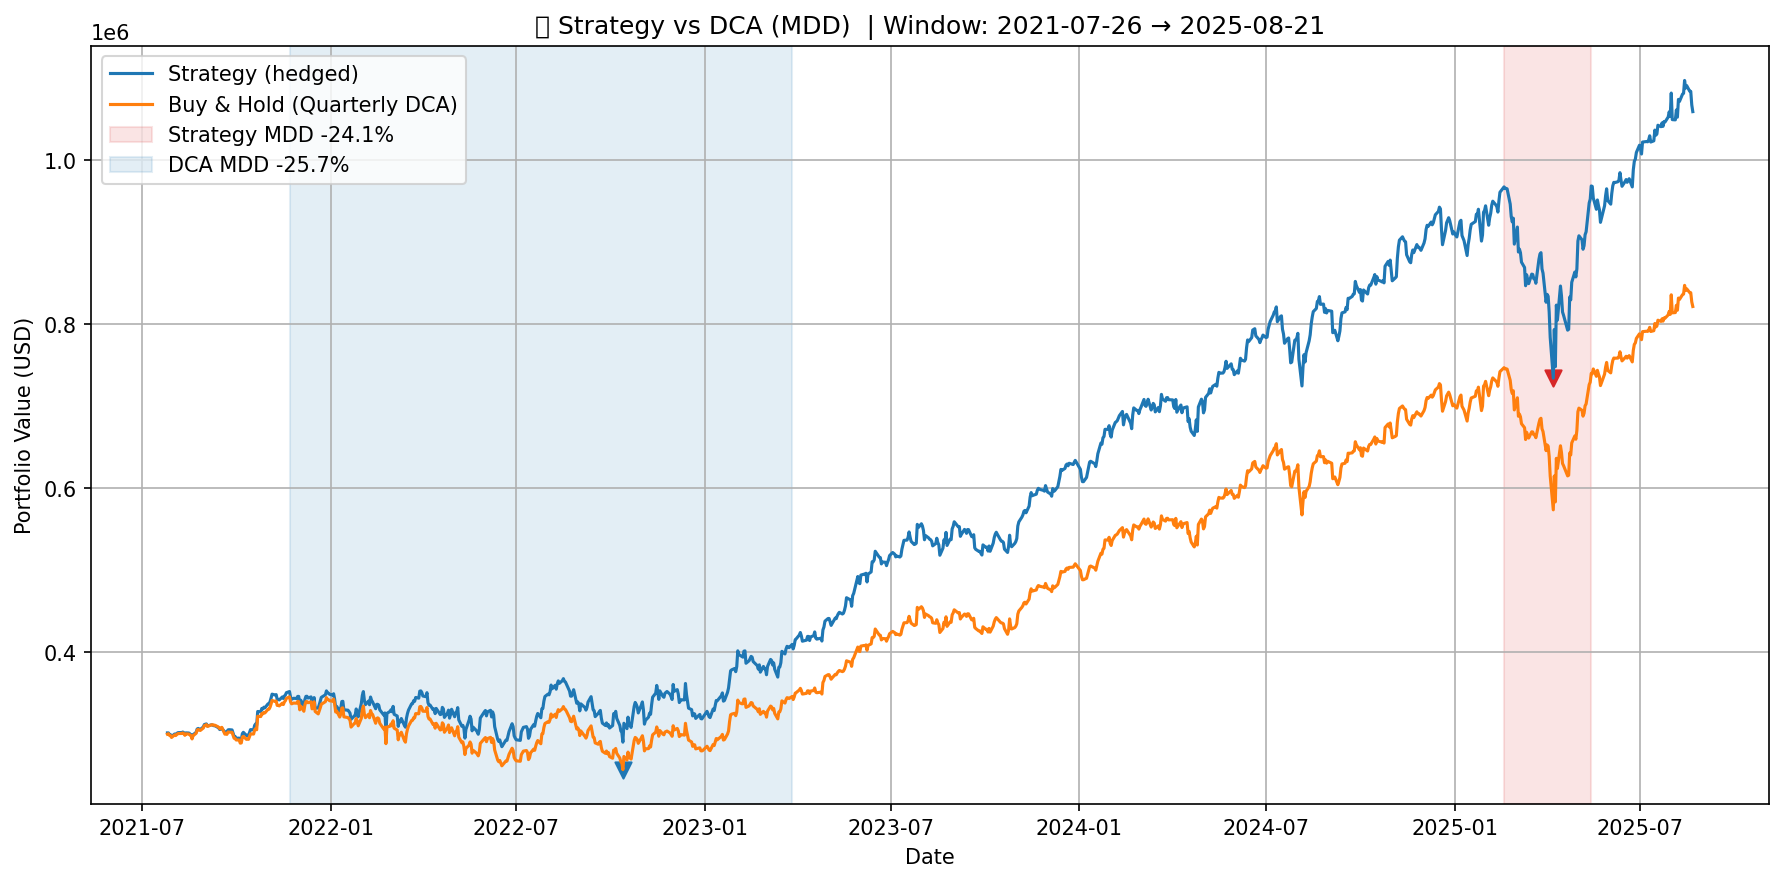 ▯ Strategy vs DCA (MDD) | Window: 2021-07-26 → 2025-08-21
1e6
Strategy (hedged)
Buy & Hold (Quarterly DCA)
Strategy MDD -24.1%
DCA MDD -25.7%
1.0
0.8
0.6
0.4
Portfolio Value (USD)
2021-07 2022-01 2022-07 2023-01 2023-07 2024-01 2024-07 2025-01 2025-07
Date